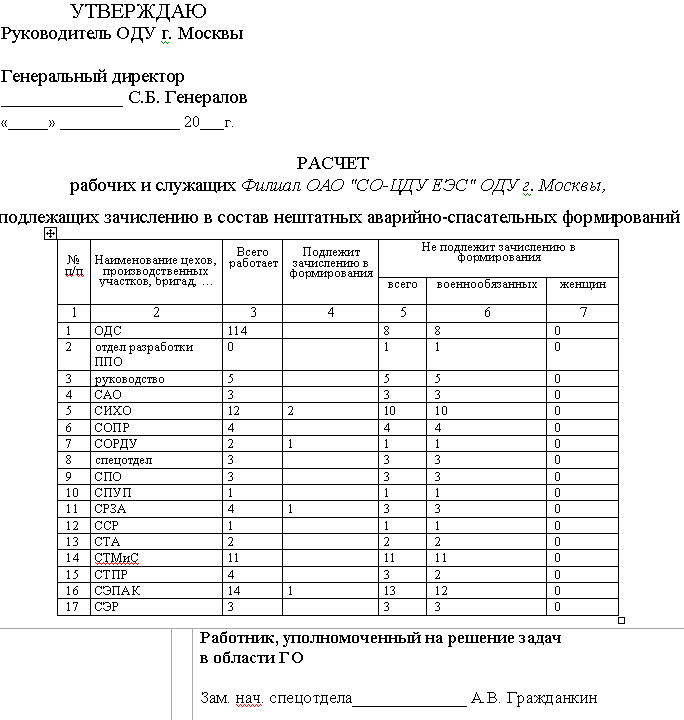 УТВЕРЖДАЮ
Руководитель ОДУ г. Москвы
Генеральный директор
_____________ С.Б. Генералов
«_____» _______________ 20___г.
РАСЧЕТ
рабочих и служащих Филиал ОАО "СО-ЦДУ ЕЭС" ОДУ г. Москвы,
подлежащих зачислению в состав нештатных аварийно-спасательных формирований
№ п/п Наименование цехов, производственных участков, бригад, … Всего работает Подлежит зачислению в формирования Не подлежит зачислению в формирования
всего военнообязанных женщин
1 2 3 4 5 6 7
1 ОДС 114 8 8 0
2 отдел разработки ППО 0 1 1 0
3 руководство 5 5 5 0
4 САО 3 3 3 0
5 СИХО 12 2 10 10 0
6 СОПР 4 4 4 0
7 СОРДУ 2 1 1 1 0
8 спецотдел 3 3 3 0
9 СПО 3 3 3 0
10 СПУП 1 1 1 0
11 СРЗА 4 1 3 3 0
12 ССР 1 1 1 0
13 СТА 2 2 2 0
14 СТМиС 11 11 11 0
15 СТПР 4 3 2 0
16 СЭПАК 14 1 13 12 0
17 СЭР 3 3 3 0
Работник, уполномоченный на решение задач
в области ГО
Зам. нач. спецотдела_____________ А.В. Гражданкин